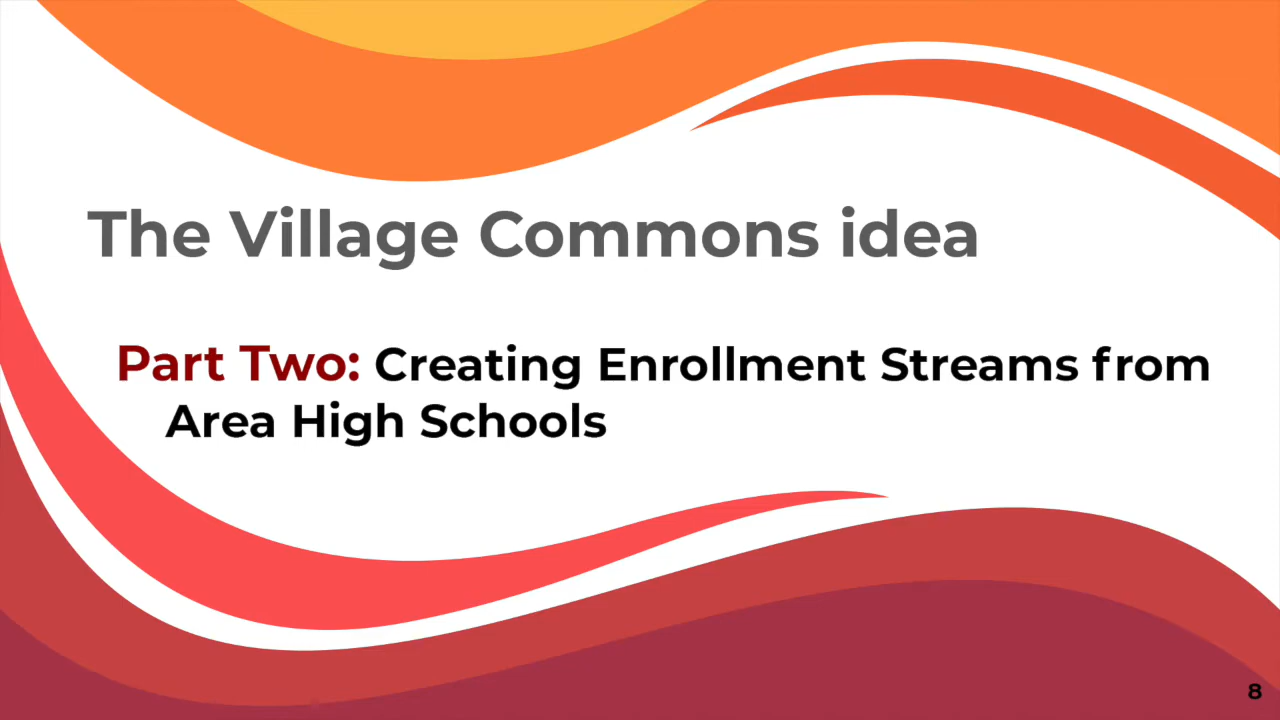 The Village Commons idea
Part Two: Creating Enrollment Streams from
Area High Schools
8